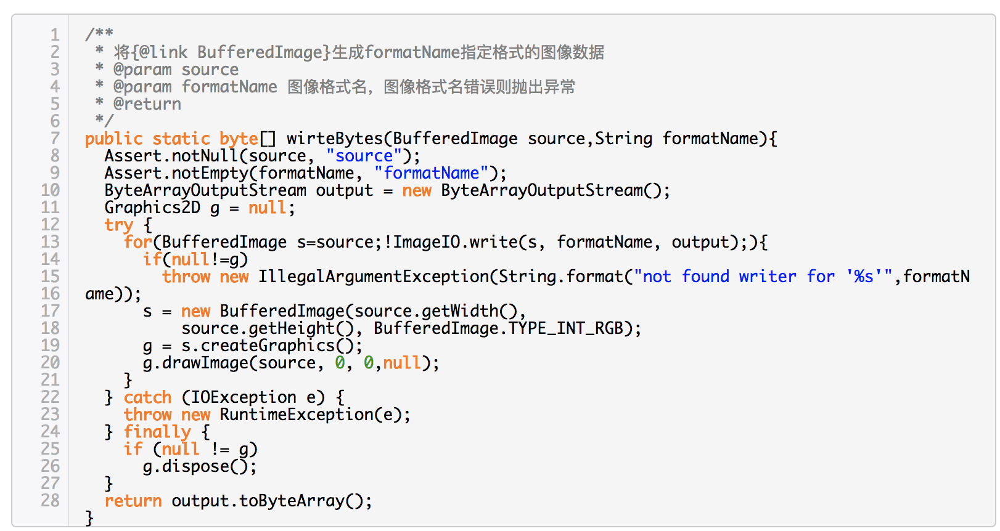 1 /**
2  * 将{@link BufferedImage}生成formatName指定格式的图像数据
3  * @param source
4  * @param formatName 图像格式名，图像格式名错误则抛出异常
5  * @return
6  */
7 public static byte[] wirteBytes(BufferedImage source,String formatName){
8   Assert.notNull(source, "source");
9   Assert.notEmpty(formatName, "formatName");
10   ByteArrayOutputStream output = new ByteArrayOutputStream();
11   Graphics2D g = null;
12   try {
13     for(BufferedImage s=source;!ImageIO.write(s, formatName, output);){
14       if(null!=g)
15         throw new IllegalArgumentException(String.format("not found writer for '%s'",formatN
16 ame));
17       s = new BufferedImage(source.getWidth(),
18           source.getHeight(), BufferedImage.TYPE_INT_RGB);
19       g = s.createGraphics();
20       g.drawImage(source, 0, 0,null);
21     }
22   } catch (IOException e) {
23     throw new RuntimeException(e);
24   } finally {
25     if (null != g)
26       g.dispose();
27   }
28   return output.toByteArray();
}